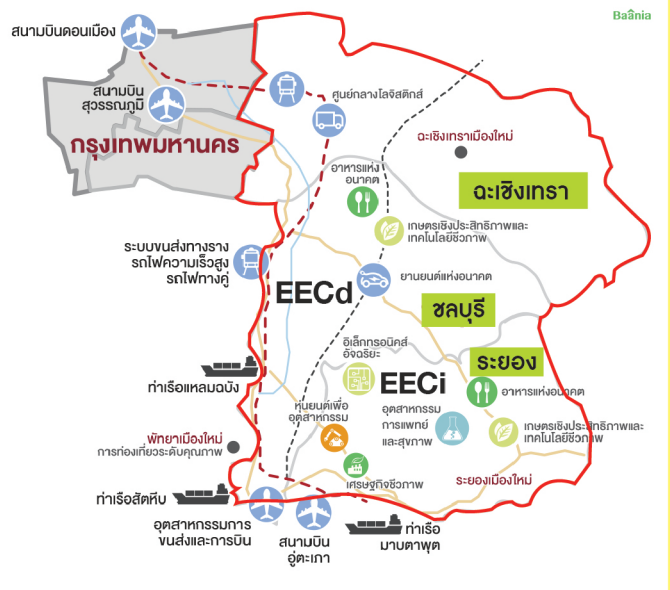 Baania
สนามบินดอนเมือง
สนามบิน
สุวรรณภูมิ
ศูนย์กลางโลจิสติกส์
กรุงเทพมหานคร
ฉะเชิงเทราเมืองใหม่
อาหารแห่ง
อนาคต
ฉะเชิงเทรา
เกษตรเชิงประสิทธิภาพและ
เทคโนโลยีชีวภาพ
ระบบขนส่งทางราง
รถไฟความเร็วสูง
รถไฟทางคู่
ยานยนต์แห่งอนาคต
EECd
ชลบุรี
อิเล็กทรอนิคส์
อัจฉริยะ
ระยอง
ท่าเรือแหลมฉบัง
EECi
อาหารแห่งอนาคต
หุ่นยนต์เพื่อ
อุตสาหกรรม
อุตสาหกรรม
การแพทย์
และสุขภาพ
เกษตรเชิงประสิทธิภาพและ
เทคโนโลยีชีวภาพ
พัทยาเมืองใหม่
การท่องเที่ยวระดับคุณภาพ
เศรษฐกิจชีวภาพ
ระยองเมืองใหม่
ท่าเรือสัตหีบ
อุตสาหกรรมการ
ขนส่งและการบิน
สนามบิน
อู่ตะเภา
ท่าเรือ
มาบตาพุต